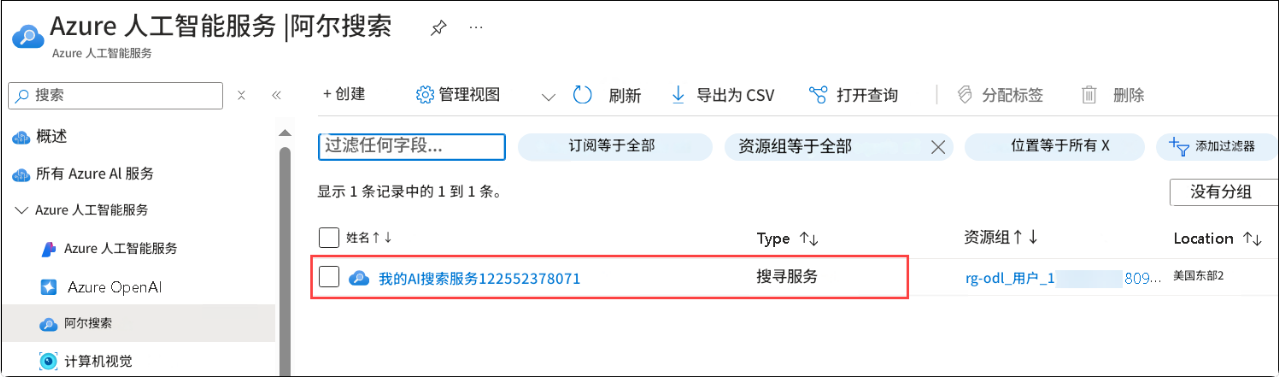 Azure 人工智能服务 |阿尔搜索 ...
Azure 人工智能服务
搜索
+ 创建 管理视图 刷新 导出为 CSV 打开查询 分配标签 删除
概述
所有 Azure Al 服务
Azure 人工智能服务
Azure 人工智能服务
Azure OpenAI
阿尔搜索
计算机视觉
过滤任何字段... 订阅等于全部 资源组等于全部 位置等于所有 X 添加过滤器
显示 1 条记录中的 1 到 1 条。
没有分组
姓名↑↓ Type ↑↓ 资源组↑↓ Location ↑↓
我的AI搜索服务122552378071 搜寻服务 rg-odl_用户_1 809... 美国东部2